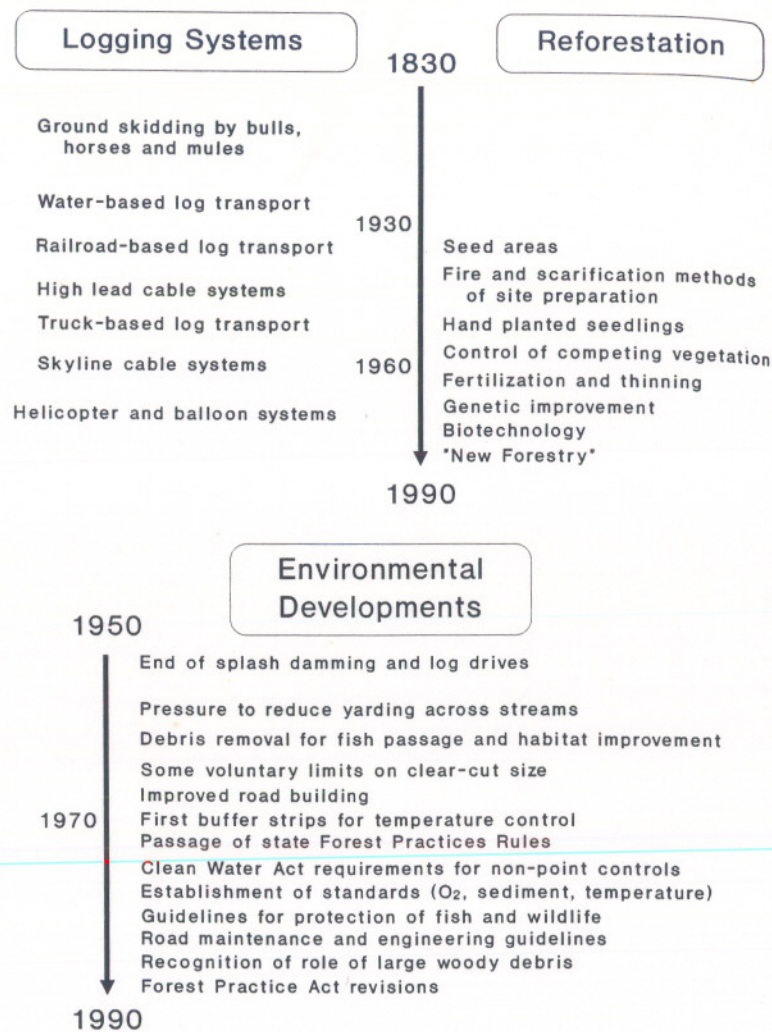 Logging Systems
Reforestation
1830
Ground skidding by bulls,
horses and mules
Water-based log transport
1930
Railroad-based log transport
Seed areas
High lead cable systems
Fire and scarification methods
of site preparation
Truck-based log transport
Hand planted seedlings
Skyline cable systems
1960
Control of competing vegetation
Fertilization and thinning
Helicopter and balloon systems
Genetic improvement
Biotechnology
"New Forestry"
1990
Environmental
Developments
1950
End of splash damming and log drives
Pressure to reduce yarding across streams
Debris removal for fish passage and habitat improvement
Some voluntary limits on clear-cut size
Improved road building
1970
First buffer strips for temperature control
Passage of state Forest Practices Rules
Clean Water Act requirements for non-point controls
Establishment of standards (O₂, sediment, temperature)
Guidelines for protection of fish and wildlife
Road maintenance and engineering guidelines
Recognition of role of large woody debris
Forest Practice Act revisions
1990